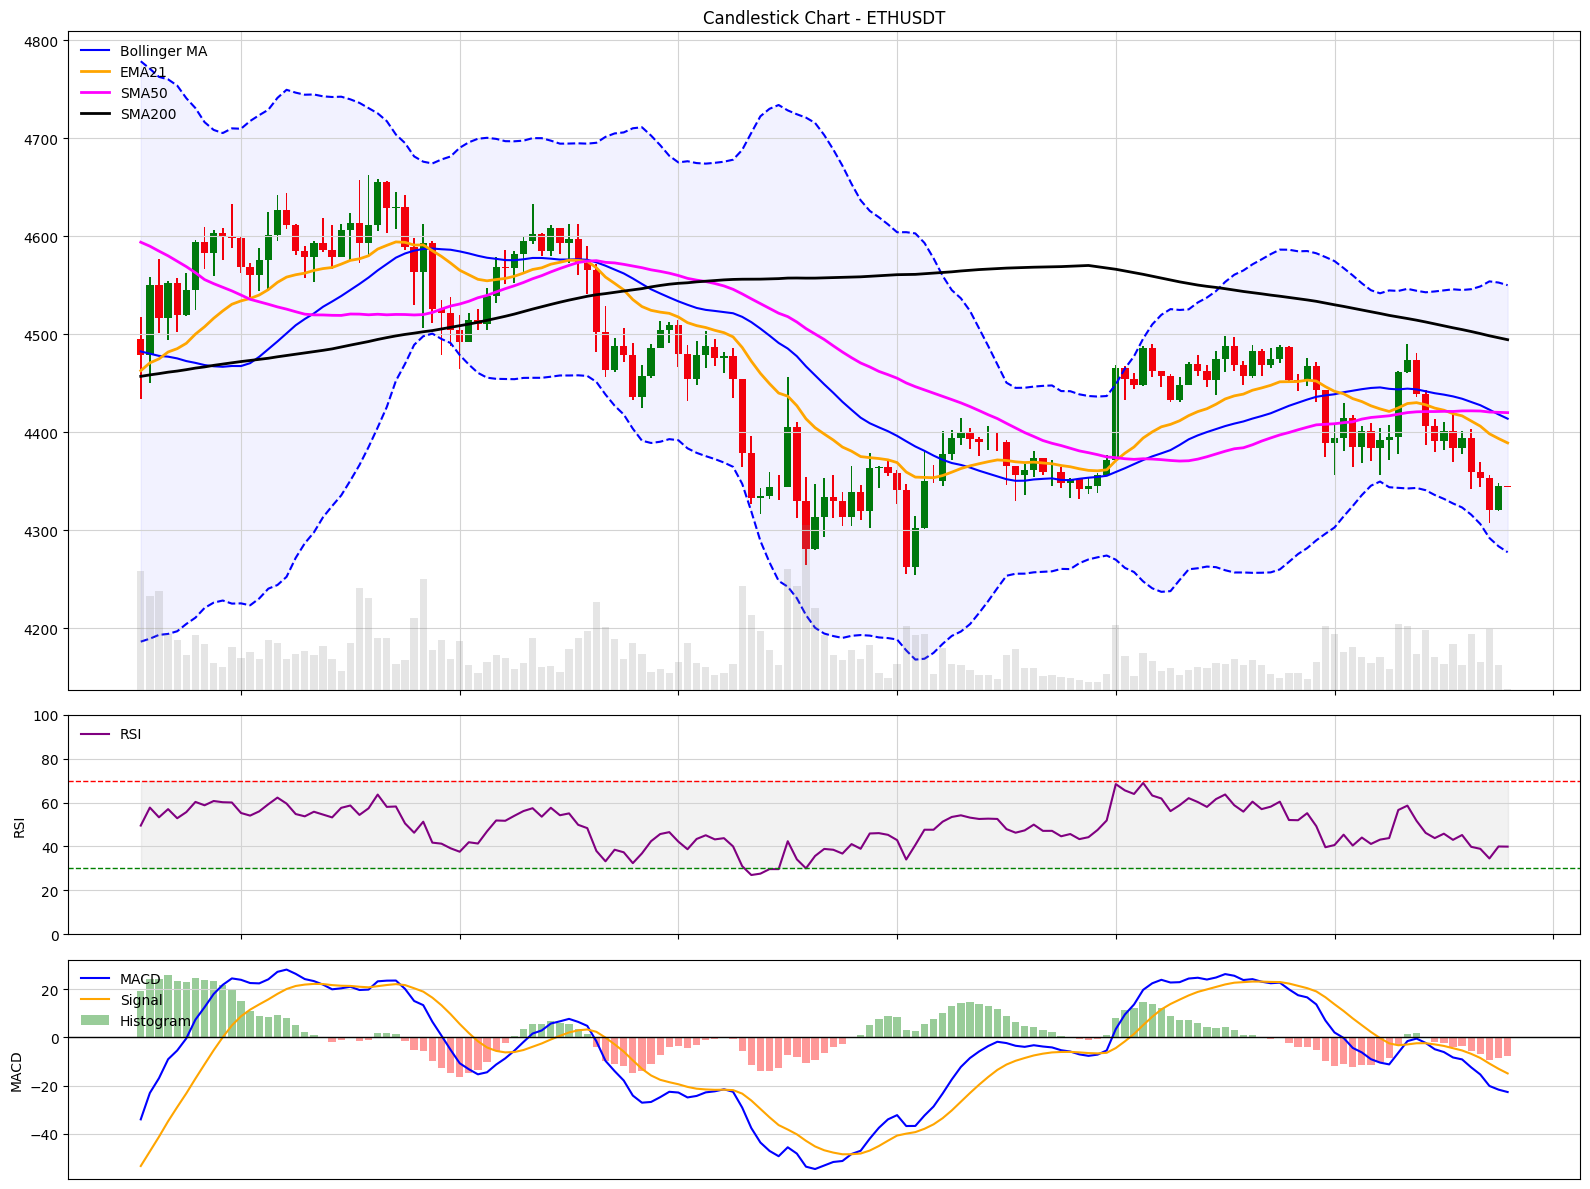 Candlestick Chart - ETHUSDT
4800
4700
4600
4500
4400
4300
4200
Bollinger MA
EMA21
SMA50
SMA200
100
80
60
40
20
0
RSI
RSI
20
0
−20
−40
MACD
MACD
Signal
Histogram